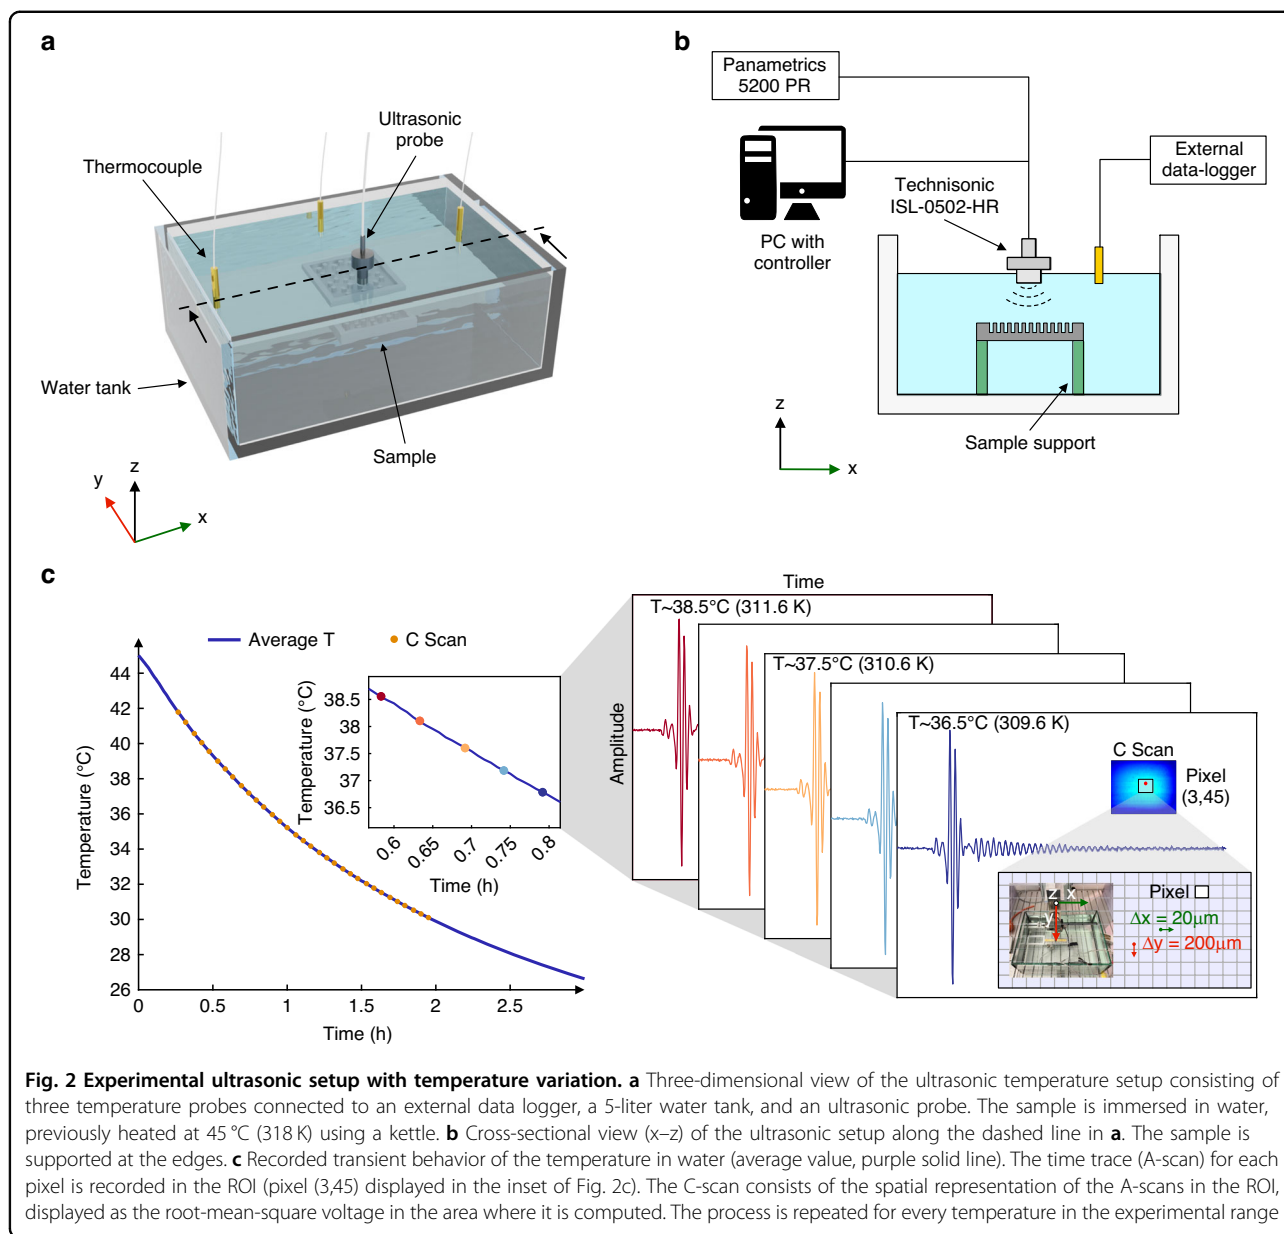 a
Ultrasonic
probe
Thermocouple
Water tank
Sample
z
y
x
b
Panametrics
5200 PR
External
data-logger
Technisonic
ISL-0502-HR
PC with
controller
z
x
Sample support
c
Average T
C Scan
44
42
40
38
36
34
32
30
28
26
0
0.5
1
1.5
2
2.5
Temperature (°C)
Time (h)
38.5
38
37.5
37
36.5
0.6
0.65
0.7
0.75
0.8
Temperature (°C)
Time (h)
Time
Amplitude
T~38.5°C (311.6 K)
T~37.5°C (310.6 K)
T~36.5°C (309.6 K)
C Scan
Pixel
(3,45)
z
x
y
Pixel
Δx = 20μm
Δy = 200μm
Fig. 2 Experimental ultrasonic setup with temperature variation. a Three-dimensional view of the ultrasonic temperature setup consisting of
three temperature probes connected to an external data logger, a 5-liter water tank, and an ultrasonic probe. The sample is immersed in water,
previously heated at 45 °C (318 K) using a kettle. b Cross-sectional view (x–z) of the ultrasonic setup along the dashed line in a. The sample is
supported at the edges. c Recorded transient behavior of the temperature in water (average value, purple solid line). The time trace (A-scan) for each
pixel is recorded in the ROI (pixel (3,45) displayed in the inset of Fig. 2c). The C-scan consists of the spatial representation of the A-scans in the ROI,
displayed as the root-mean-square voltage in the area where it is computed. The process is repeated for every temperature in the experimental range